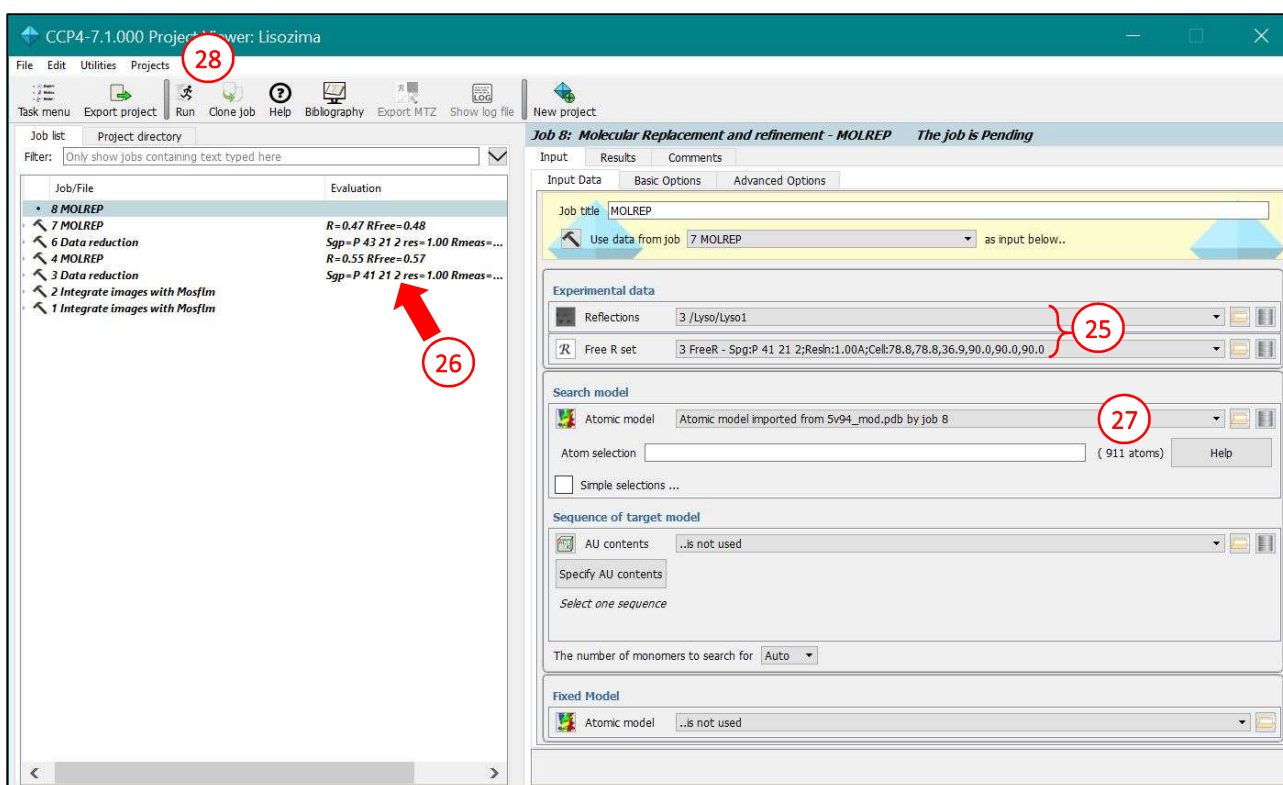 CCP4-7.1.000 Project Viewer: Lisozima
File Edit Utilities Projects
28
Task menu Export project Run Clone job Help Bibliography Export MTZ Show log file New project
Job list Project directory
Filter: Only show jobs containing text typed here
Job/File Evaluation
8 MOLREP
7 MOLREP R=0.47 RFree=0.48
6 Data reduction Sgp=P 43 21 2 res=1.00 Rmeas=...
4 MOLREP R=0.55 RFree=0.57
3 Data reduction Sgp=P 41 21 2 res=1.00 Rmeas=...
2 Integrate images with Mosflm
1 Integrate images with Mosflm
26
Job 8: Molecular Replacement and refinement - MOLREP The job is Pending
Input Results Comments
Input Data Basic Options Advanced Options
Job title MOLREP
Use data from job 7 MOLREP as input below..
Experimental data
Reflections 3 /Lyso/Lyso1
R Free R set 3 FreeR - Spg:P 41 21 2;Resln:1.00A;Cell:78.8,78.8,36.9,90.0,90.0,90.0
25
Search model
Atomic model Atomic model imported from 5v94_mod.pdb by job 8
27
Atom selection ( 911 atoms) Help
Simple selections ...
Sequence of target model
AU contents ..is not used
Specify AU contents
Select one sequence
The number of monomers to search for Auto
Fixed Model
Atomic model ..is not used